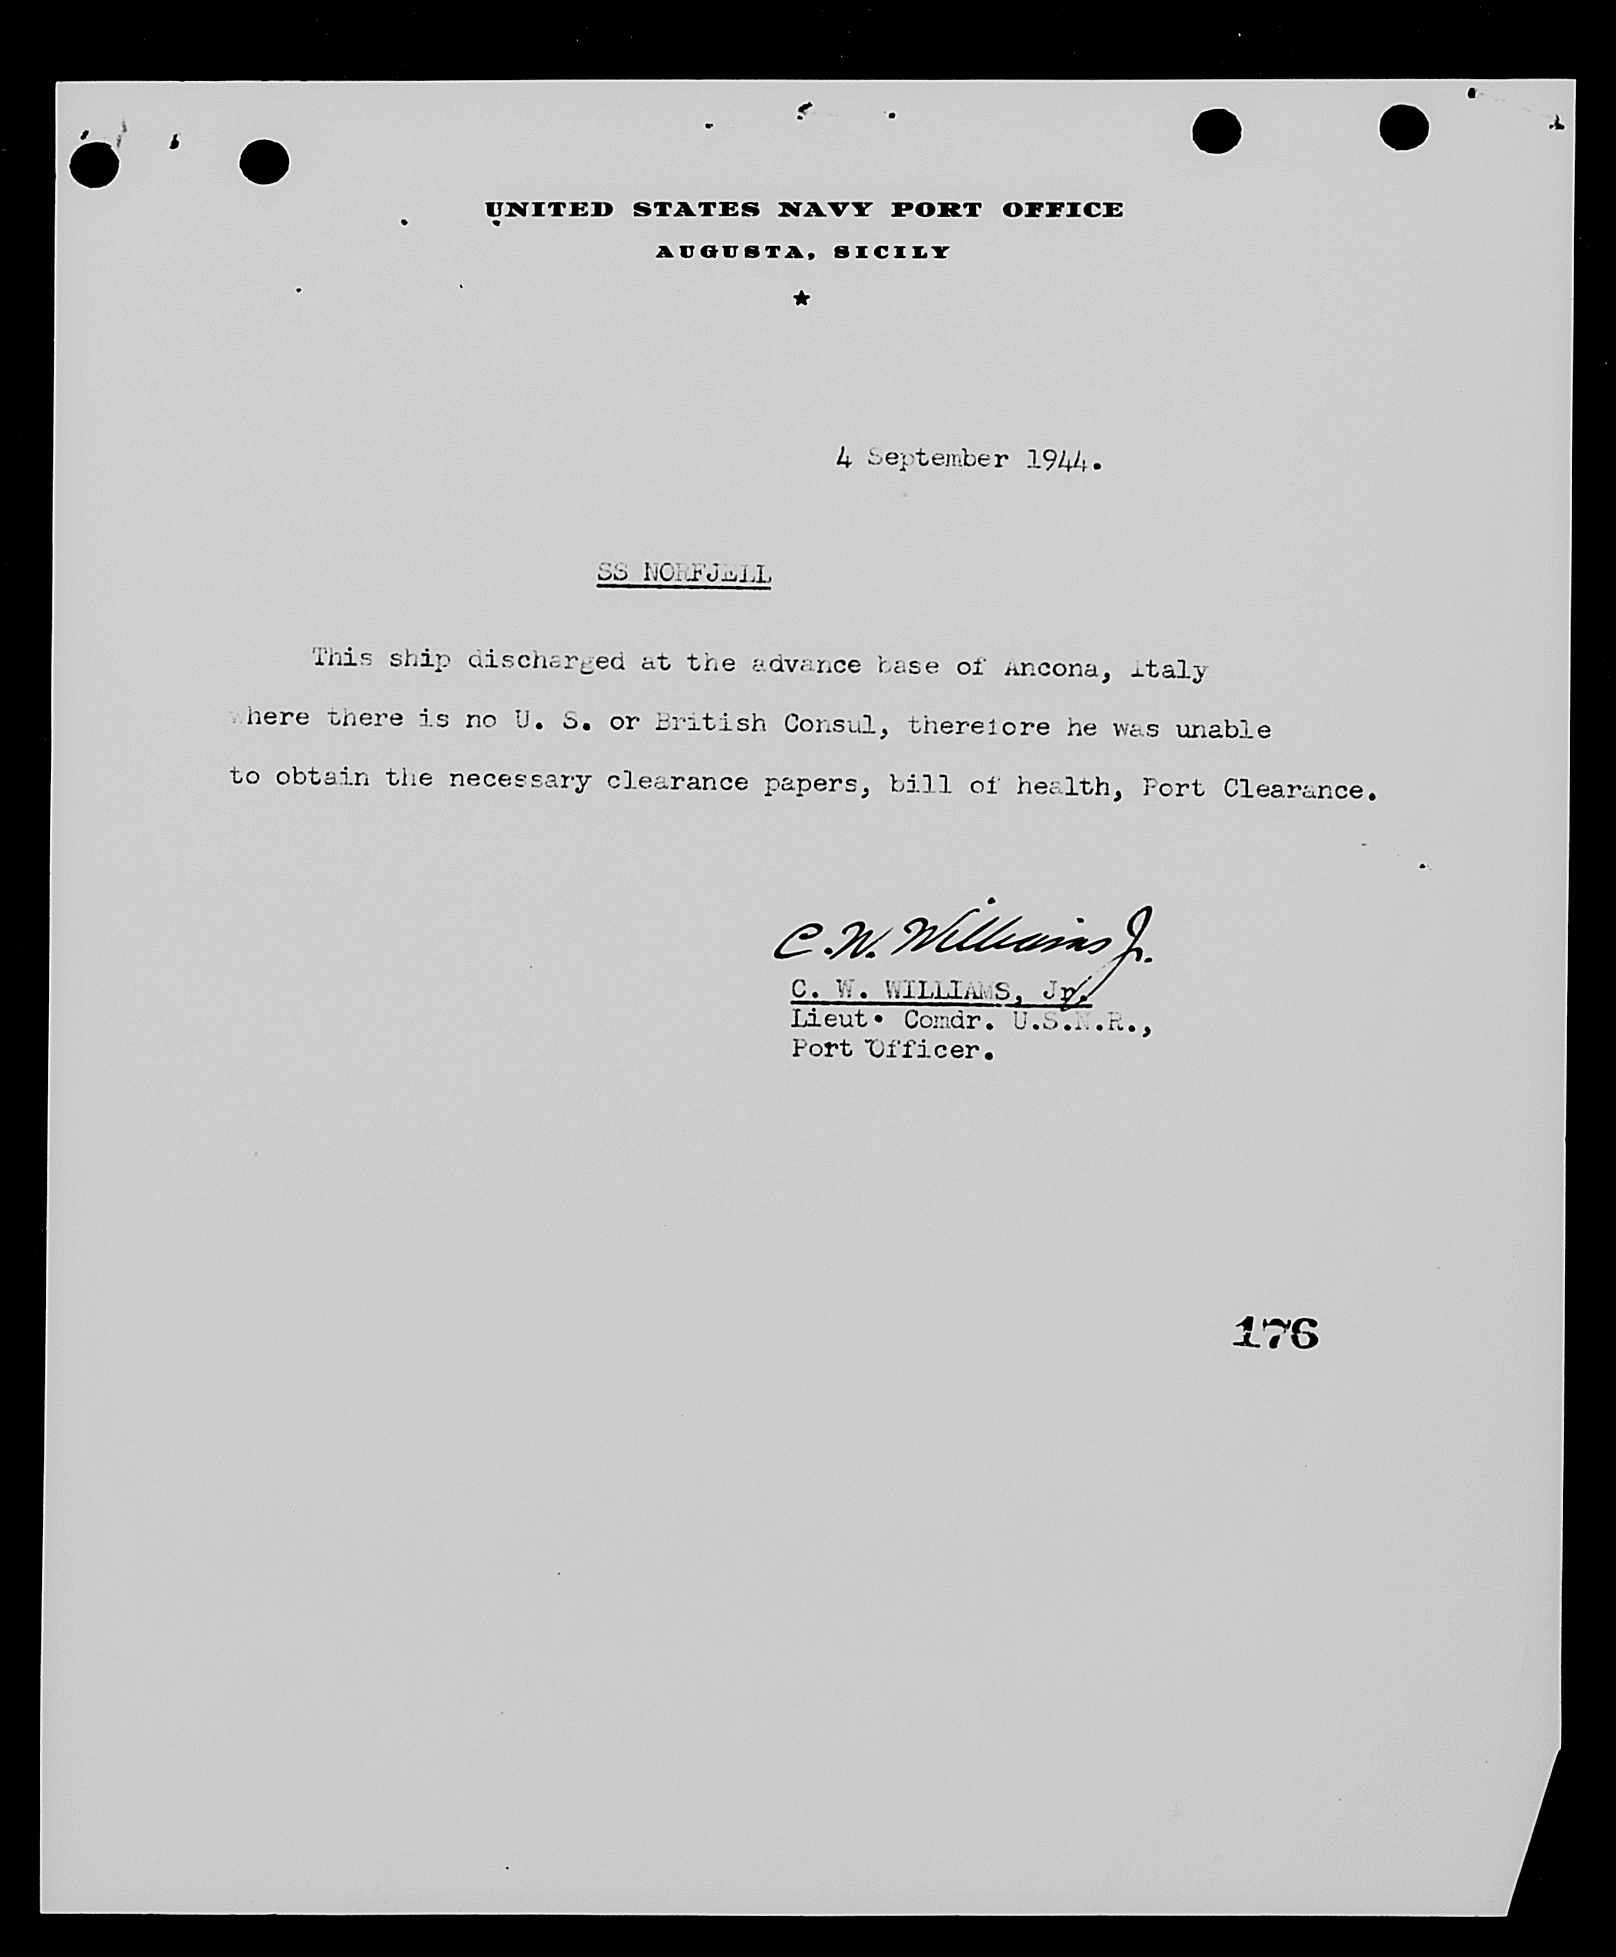 UNITED STATES NAVY PORT OFFICE
AUGUSTA, SICILY
4 September 1944.
SS NORFJELL
This ship discharged at the advance base of Ancona, Italy
where there is no U. S. or British Consul, therefore he was unable
to obtain the necessary clearance papers, bill of health, Port Clearance.
C. W. Williams Jr.
C. W. WILLIAMS, Jr.
Lieut. Comdr. U.S.N.R.,
Port Officer.
176